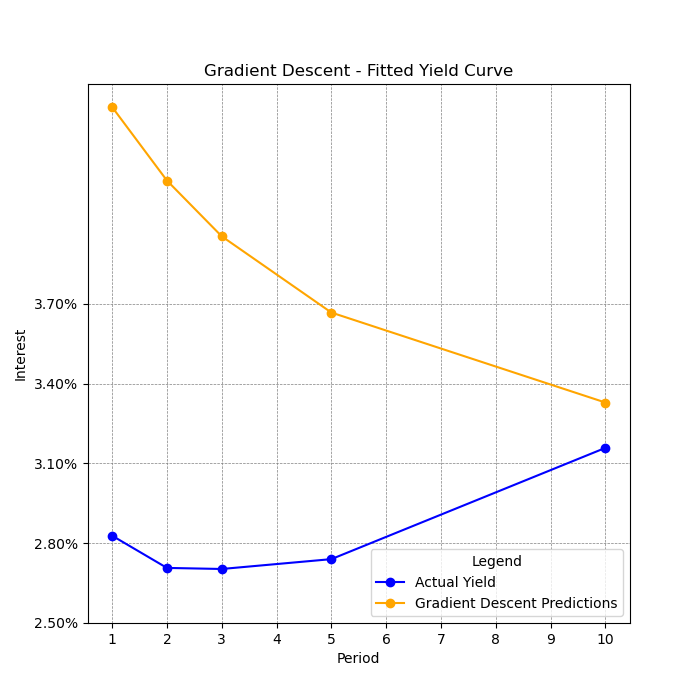 Gradient Descent - Fitted Yield Curve
Interest
3.70%
3.40%
3.10%
2.80%
2.50%
Legend
Actual Yield
Gradient Descent Predictions
1 2 3 4 5 6 7 8 9 10
Period